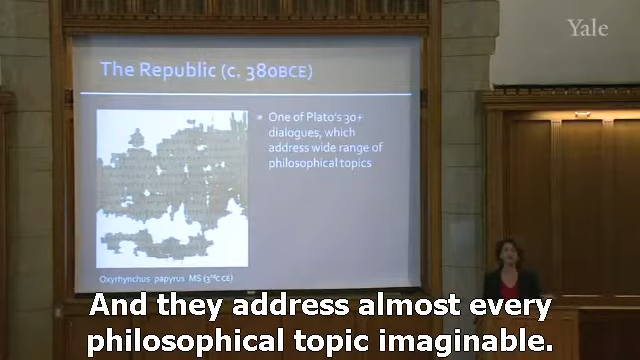 Yale
The Republic (c. 380BCE)
One of Plato's 30+
dialogues, which
address wide range of
philosophical topics
Oxyrhynchus papyrus MS (3rd C CE)
And they address almost every
philosophical topic imaginable.